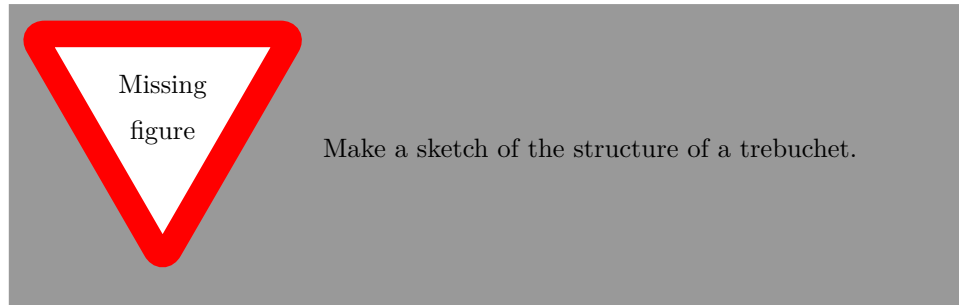 Missing
figure
Make a sketch of the structure of a trebuchet.